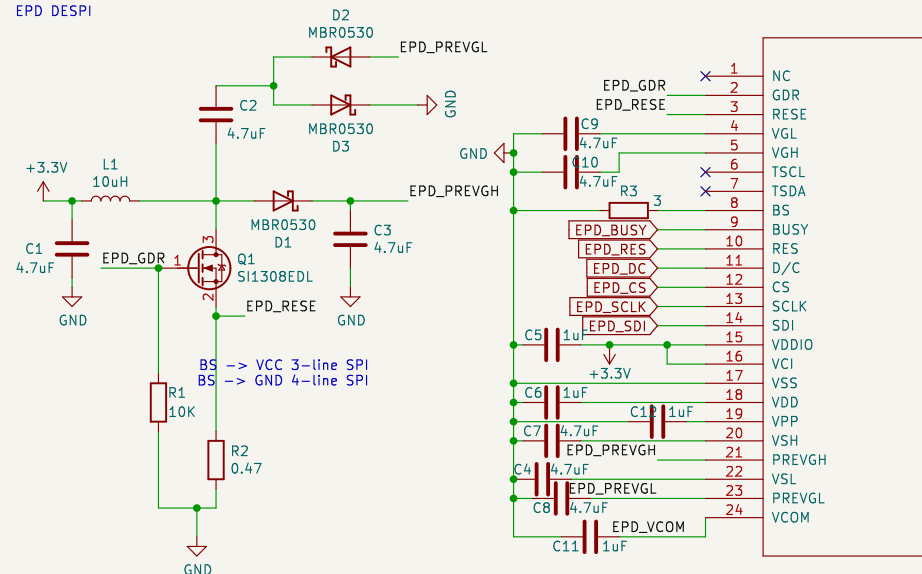 EPD DESPI
D2
MBR0530
EPD_PREVGL
C2
4.7uF
MBR0530
D3
GND
+3.3V
L1
10uH
EPD_PREVGH
MBR0530
D1
C1
4.7uF
EPD_GDR
1
3
2
Q1
SI1308EDL
C3
4.7uF
GND
GND
EPD_RESE
BS -> VCC 3-line SPI
BS -> GND 4-line SPI
R1
10K
R2
0.47
GND
1 NC
EPD_GDR 2 GDR
EPD_RESE 3 RESE
C9 4.7uF 4 VGL
GND
5 VGH
C10 4.7uF 6 TSCL
7 TSDA
R3 3 8 BS
EPD_BUSY 9 BUSY
EPD_RES 10 RES
EPD_DC 11 D/C
EPD_CS 12 CS
EPD_SCLK 13 SCLK
EPD_SDI 14 SDI
C5 1uF 15 VDDIO
+3.3V
16 VCI
17 VSS
C6 1uF 18 VDD
C12 1uF 19 VPP
C7 4.7uF 20 VSH
EPD_PREVGH 21 PREVGH
C4 4.7uF 22 VSL
EPD_PREVGL 23 PREVGL
C8 4.7uF
EPD_VCOM 24 VCOM
C11 1uF